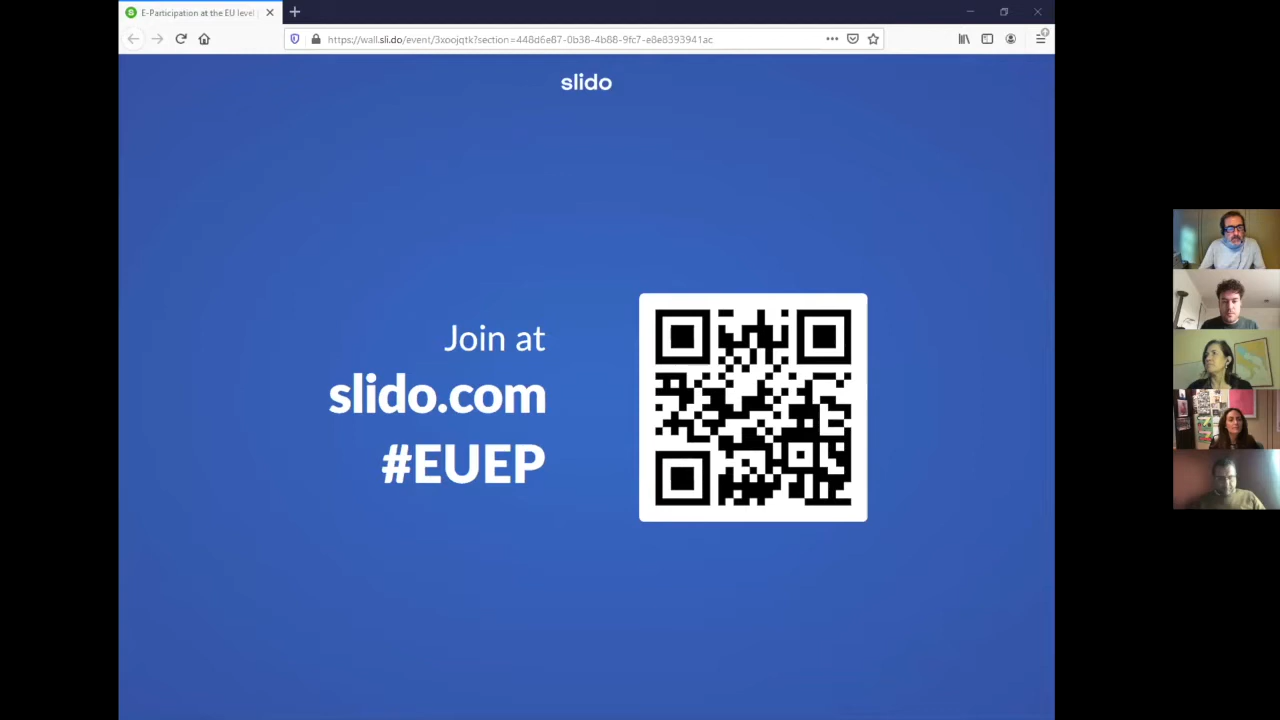 E-Participation at the EU level
https://wall.sli.do/event/3xoojqtk?section=448d6e87-0b38-4b88-9fc7-e8e8393941ac
slido
Join at
slido.com
#EUEP